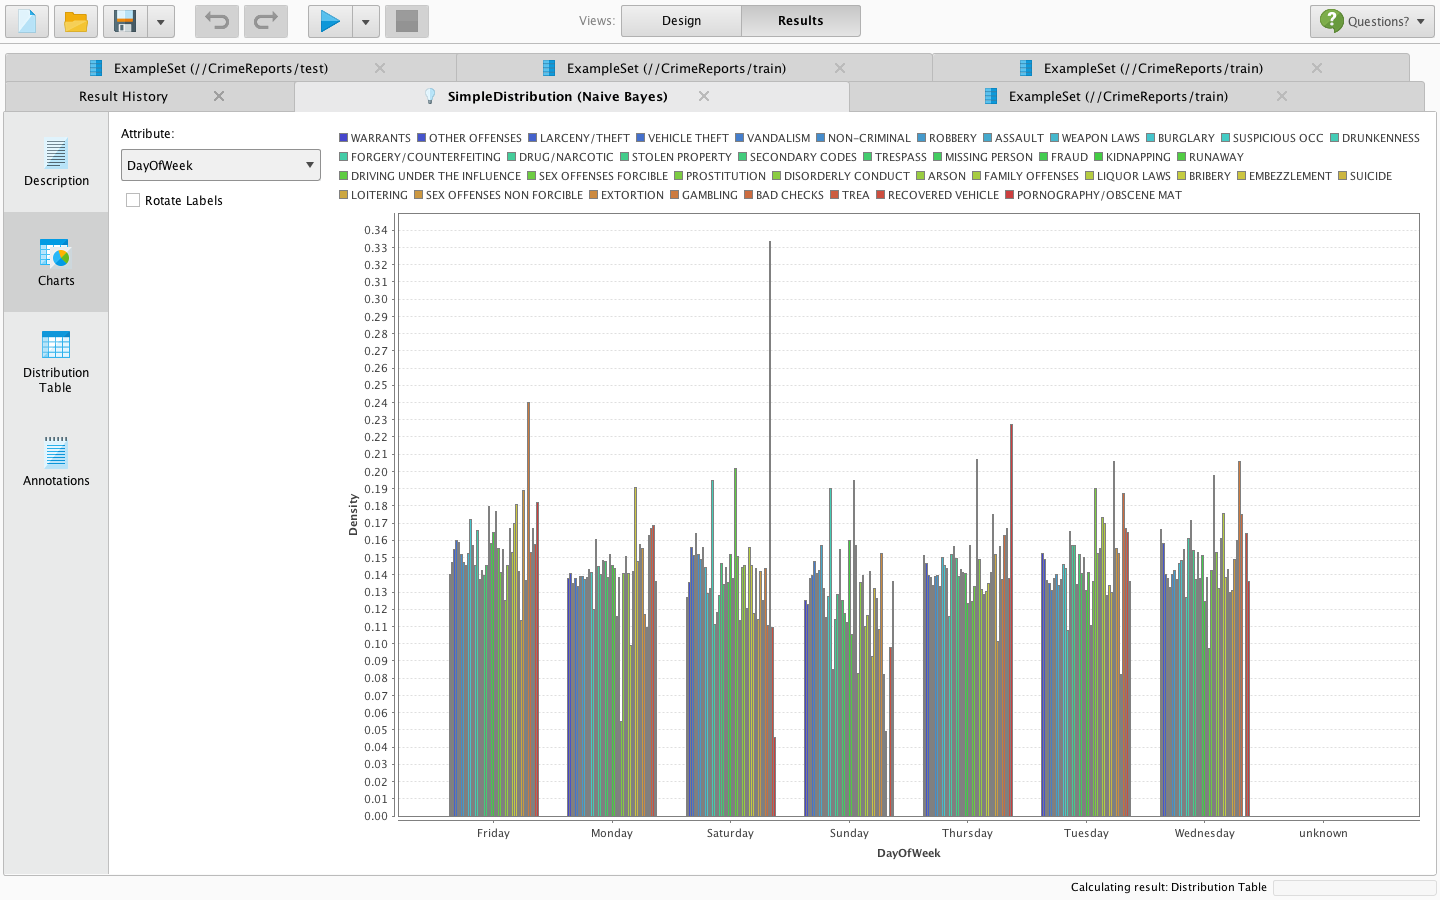 Views: Design Results Questions?
ExampleSet (//CrimeReports/test) ExampleSet (//CrimeReports/train) ExampleSet (//CrimeReports/train)
Result History SimpleDistribution (Naive Bayes) ExampleSet (//CrimeReports/train)
Description
Charts
Distribution
Table
Annotations
Attribute:
DayOfWeek
Rotate Labels
WARRANTS OTHER OFFENSES LARCENY/THEFT VEHICLE THEFT VANDALISM NON-CRIMINAL ROBBERY ASSAULT WEAPON LAWS BURGLARY SUSPICIOUS OCC DRUNKENNESS
FORGERY/COUNTERFEITING DRUG/NARCOTIC STOLEN PROPERTY SECONDARY CODES TRESPASS MISSING PERSON FRAUD KIDNAPPING RUNAWAY
DRIVING UNDER THE INFLUENCE SEX OFFENSES FORCIBLE PROSTITUTION DISORDERLY CONDUCT ARSON FAMILY OFFENSES LIQUOR LAWS BRIBERY EMBEZZLEMENT SUICIDE
LOITERING SEX OFFENSES NON FORCIBLE EXTORTION GAMBLING BAD CHECKS TREA RECOVERED VEHICLE PORNOGRAPHY/OBSCENE MAT
Density
0.34
0.33
0.32
0.31
0.30
0.29
0.28
0.27
0.26
0.25
0.24
0.23
0.22
0.21
0.20
0.19
0.18
0.17
0.16
0.15
0.14
0.13
0.12
0.11
0.10
0.09
0.08
0.07
0.06
0.05
0.04
0.03
0.02
0.01
0.00
Friday Monday Saturday Sunday Thursday Tuesday Wednesday unknown
DayOfWeek
Calculating result: Distribution Table